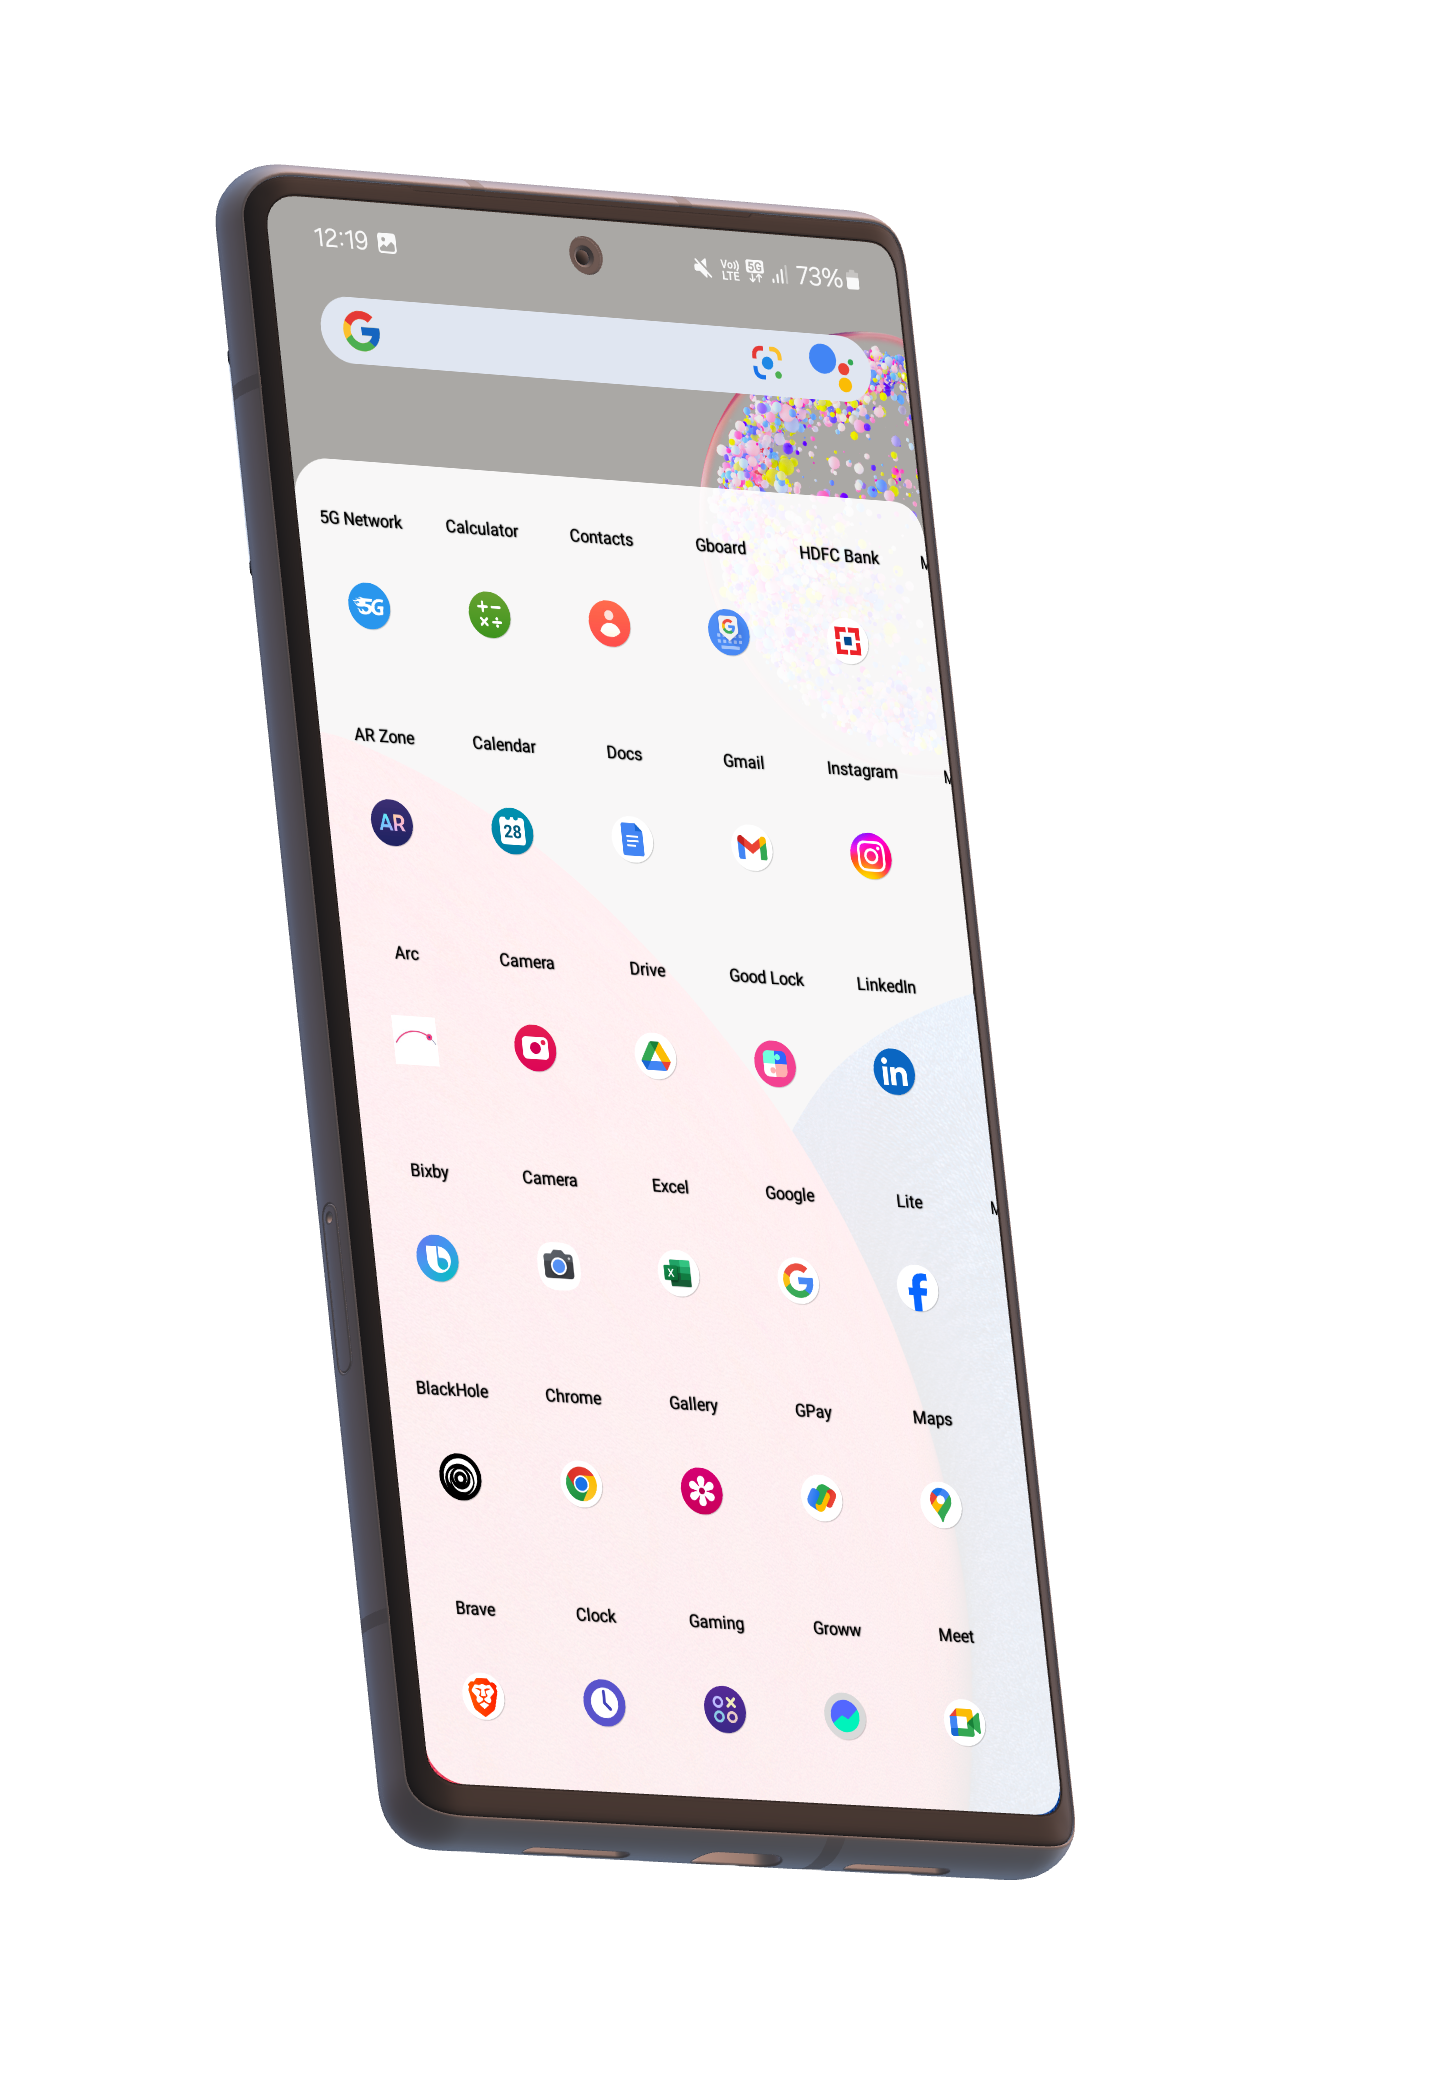 12:19 Vo)) LTE 5G 73%
5G Network Calculator Contacts Gboard HDFC Bank M
5G
AR Zone Calendar Docs Gmail Instagram M
AR 28
Arc Camera Drive Good Lock LinkedIn
in
Bixby Camera Excel Google Lite M
X
BlackHole Chrome Gallery GPay Maps
Brave Clock Gaming Groww Meet